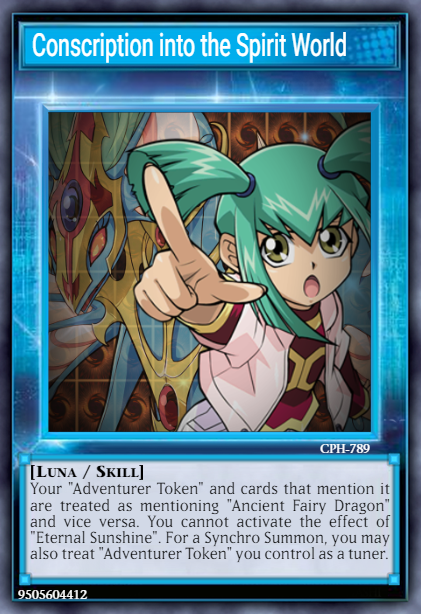 Conscription into the Spirit World
CPH-789
[LUNA / SKILL]
Your "Adventurer Token" and cards that mention it
are treated as mentioning "Ancient Fairy Dragon"
and vice versa. You cannot activate the effect of
"Eternal Sunshine". For a Synchro Summon, you may
also treat "Adventurer Token" you control as a tuner.
9505604412